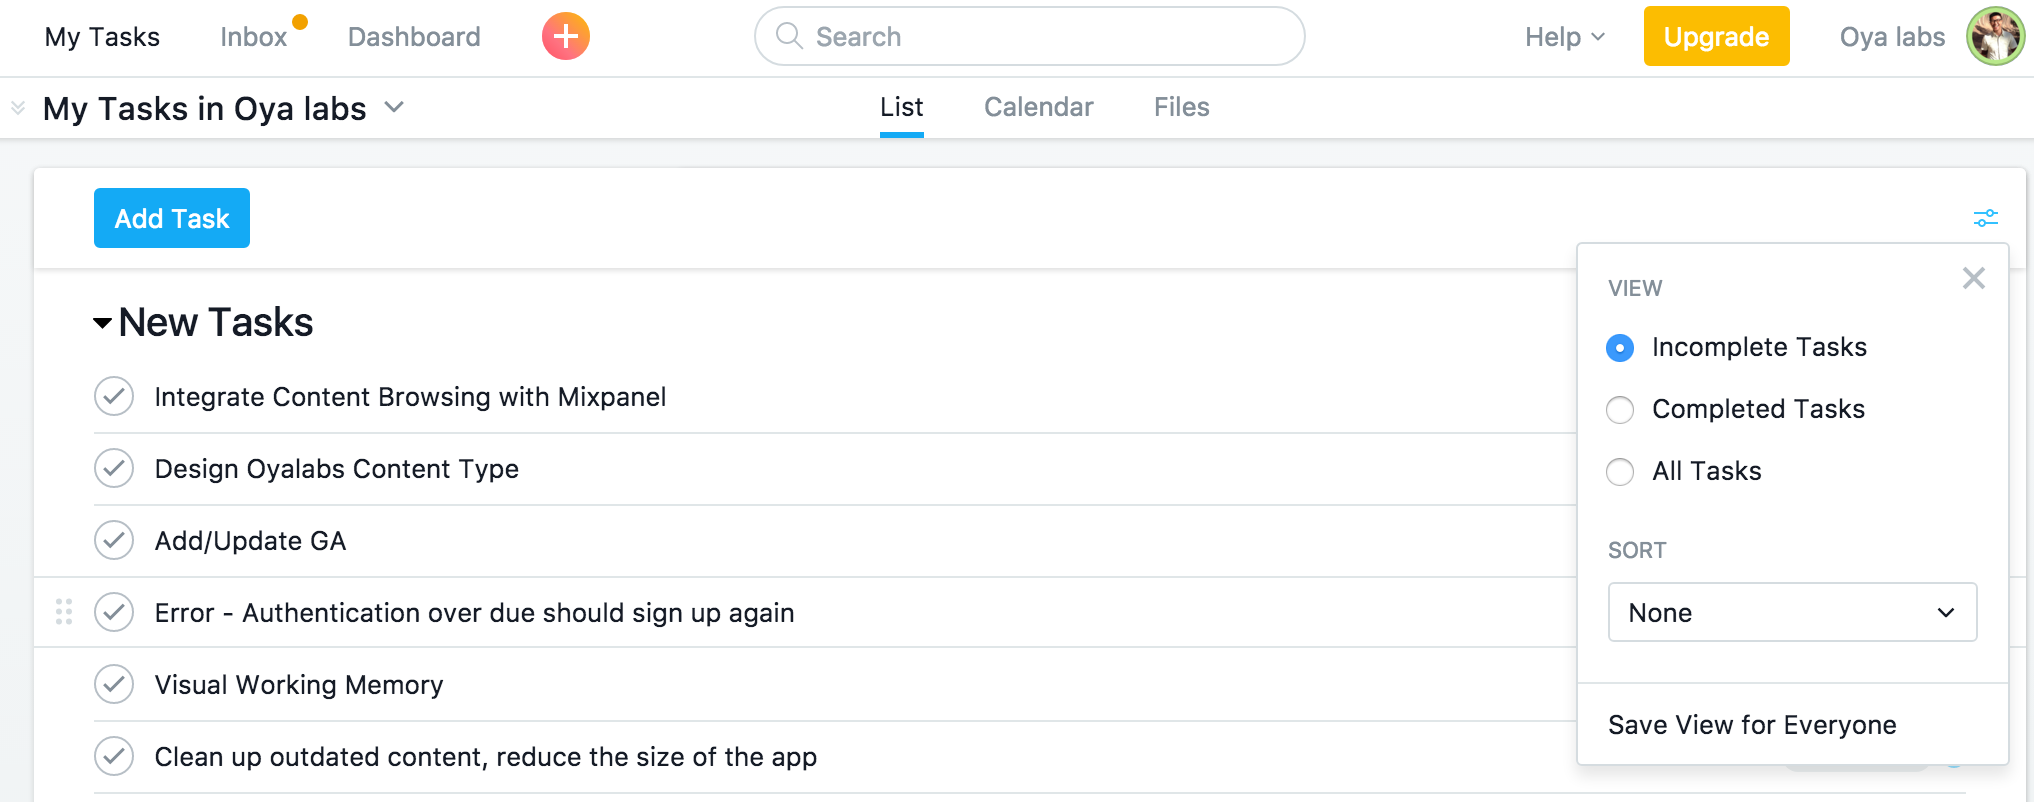 My Tasks Inbox Dashboard Search Help Upgrade Oya labs
My Tasks in Oya labs List Calendar Files
Add Task
VIEW
New Tasks
Incomplete Tasks
Integrate Content Browsing with Mixpanel
Completed Tasks
Design Oyalabs Content Type
All Tasks
Add/Update GA
SORT
Error - Authentication over due should sign up again
None
Visual Working Memory
Save View for Everyone
Clean up outdated content, reduce the size of the app